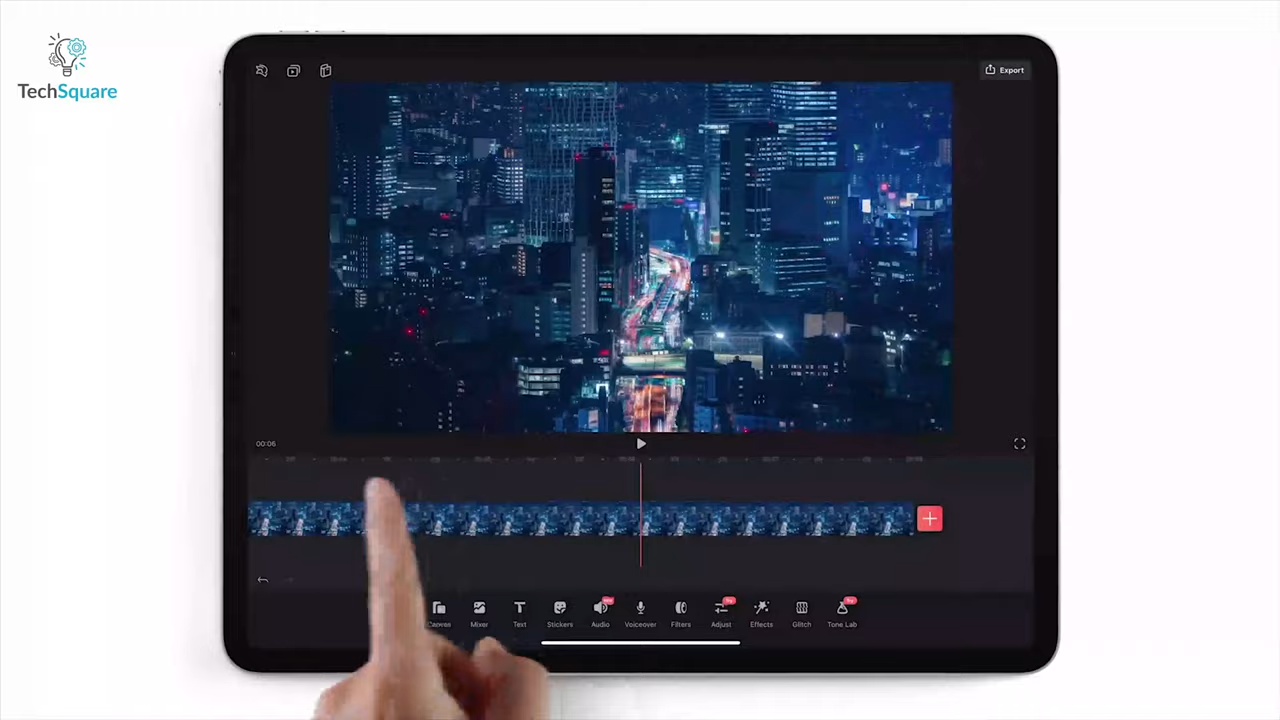 TechSquare
Export
00:06
Canvas
Mixer
Text
Stickers
Audio
Voiceover
Filters
Adjust
Effects
Glitch
Tone Lab